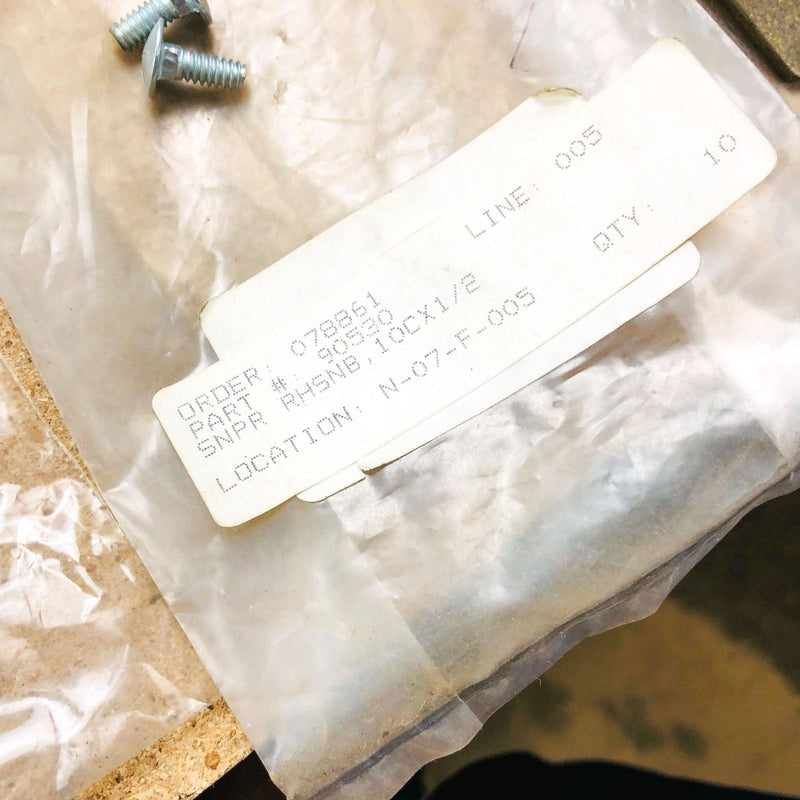 ORDER: 078861 LINE: 005
PART #: 90530
SNPR RHSNB,10CX1/2 QTY: 10
LOCATION: N-07-F-005